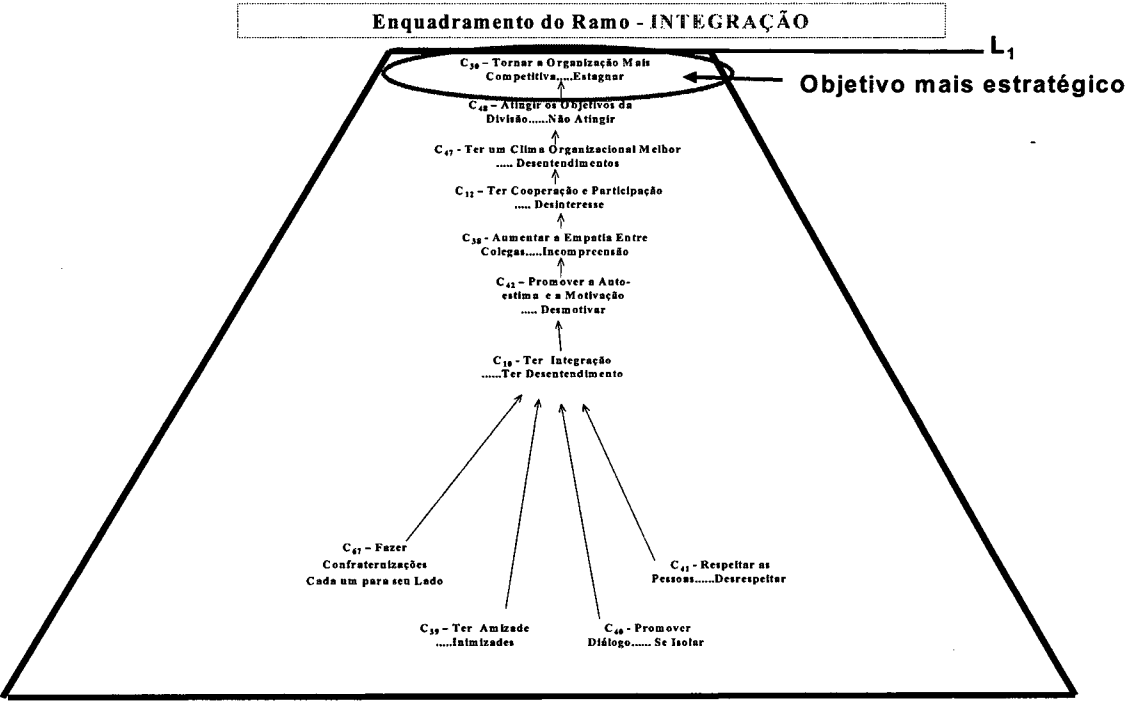 Enquadramento do Ramo - INTEGRAÇÃO
L₁
C₃₀ – Tornar a Organização Mais
Competitiva.....Estagnar
Objetivo mais estratégico
C₄₈ – Atingir os Objetivos da
Divisão......Não Atingir
C₄₇ – Ter um Clima Organizacional Melhor
..... Desentendimentos
C₁₂ – Ter Cooperação e Participação
..... Desinteresse
C₃₈ - Aumentar a Empatia Entre
Colegas.....Incompreensão
C₄₂ – Promover a Auto-
estima e a Motivação
..... Desmotivar
C₁₀ - Ter Integração
......Ter Desentendimento
C₆₇ – Fazer
Confraternizações
Cada um para seu Lado
C₄₁ - Respeitar as
Pessoas......Desrespeitar
C₃₉ – Ter Amizade
.....Inimizades
C₄₀ - Promover
Diálogo...... Se Isolar